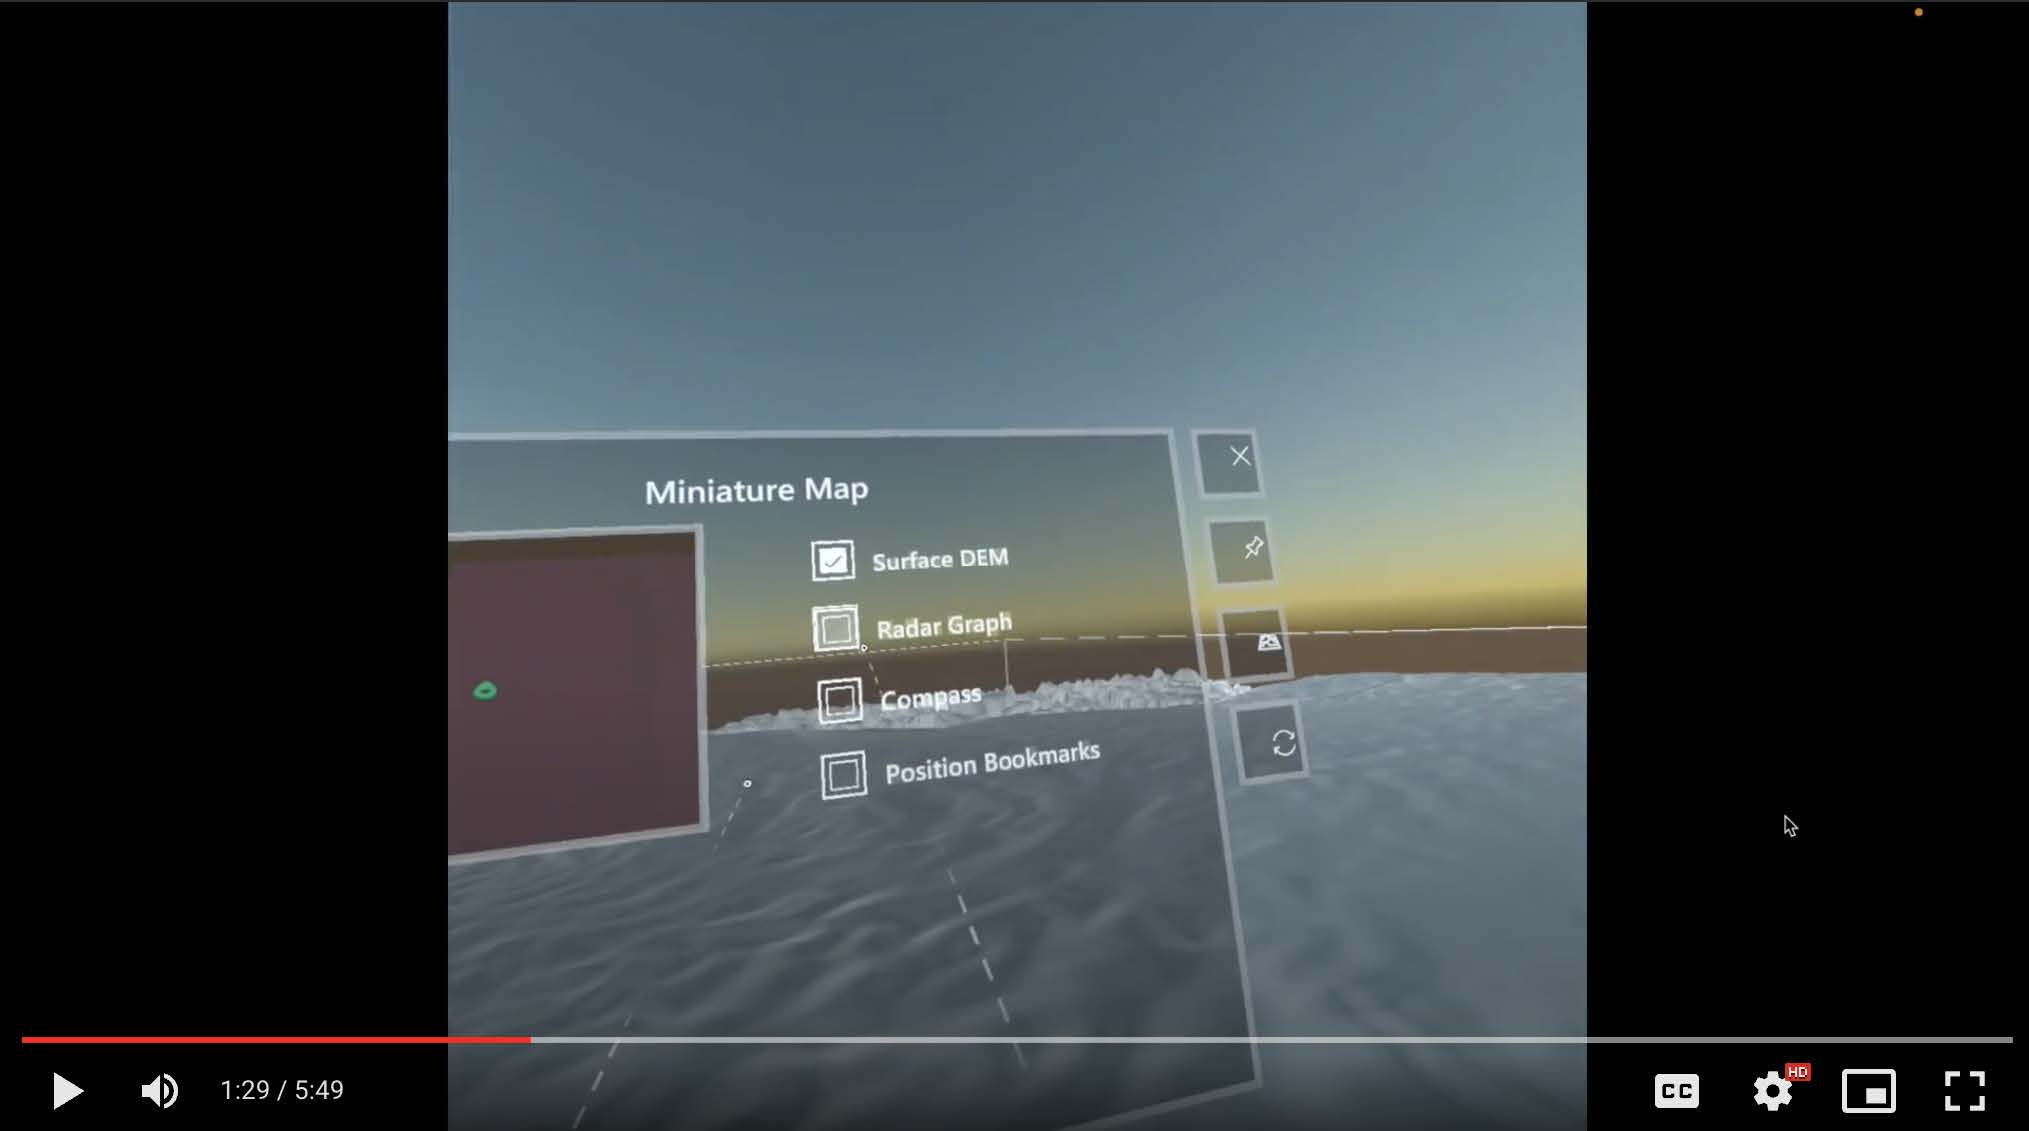 Miniature Map
Surface DEM
Radar Graph
Compass
Position Bookmarks
1:29 / 5:49
CC
HD